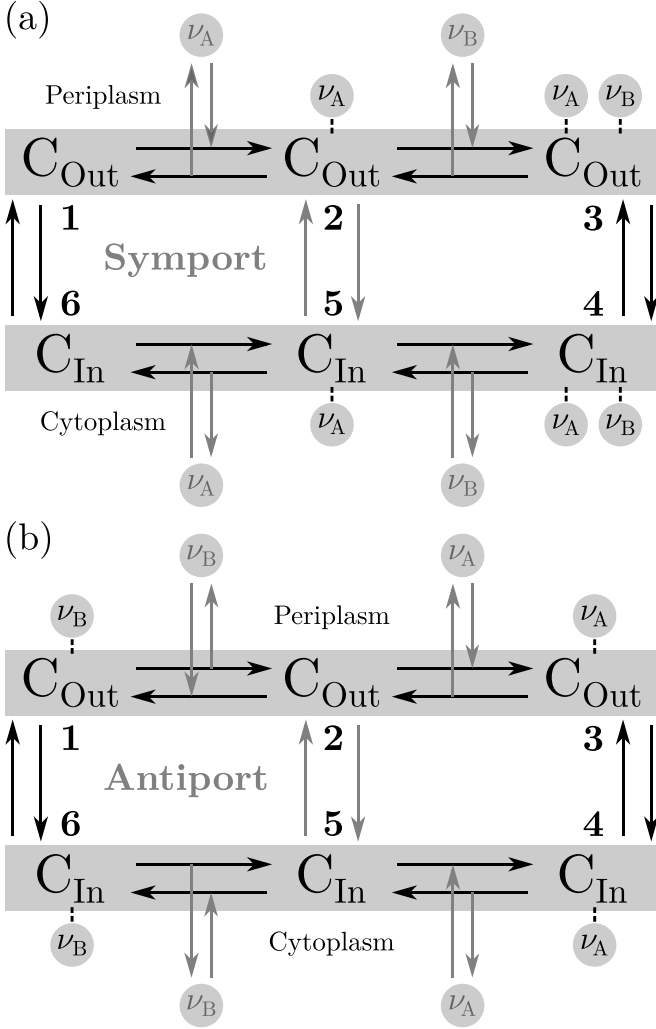 (a)
νA νB
Periplasm νA νA νB
COut COut COut
1 2 3
Symport
6 5 4
CIn CIn CIn
Cytoplasm νA νA νB
νA νB
(b)
νB νA
νB Periplasm νA
COut COut COut
1 2 3
Antiport
6 5 4
CIn CIn CIn
νB Cytoplasm νA
νB νA